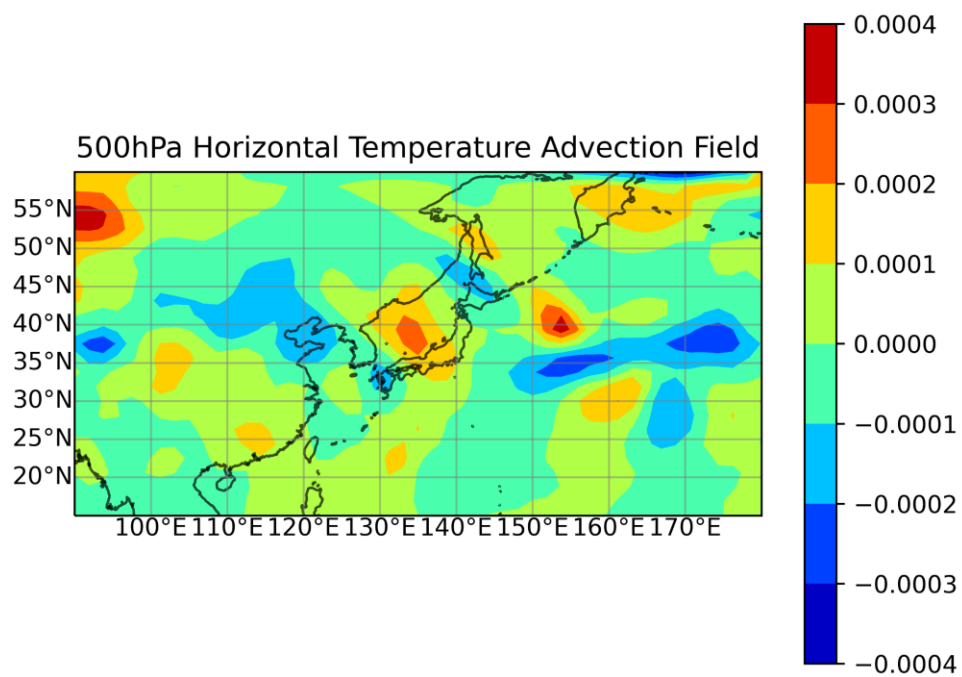 500hPa Horizontal Temperature Advection Field
55°N
50°N
45°N
40°N
35°N
30°N
25°N
20°N
100°E 110°E 120°E 130°E 140°E 150°E 160°E 170°E
0.0004
0.0003
0.0002
0.0001
0.0000
−0.0001
−0.0002
−0.0003
−0.0004